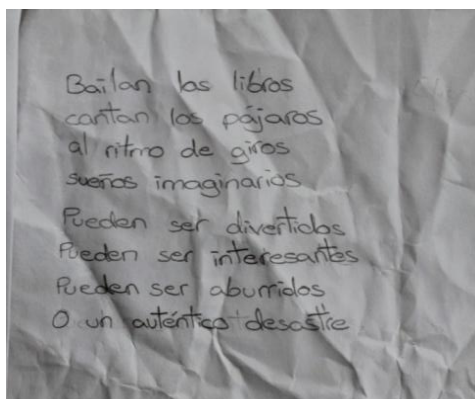 Bailan los libros
cantan los pájaros
al ritmo de giros
sueños imaginarios
Pueden ser divertidos
Pueden ser interesantes
Pueden ser aburridos
O un auténtico desastre